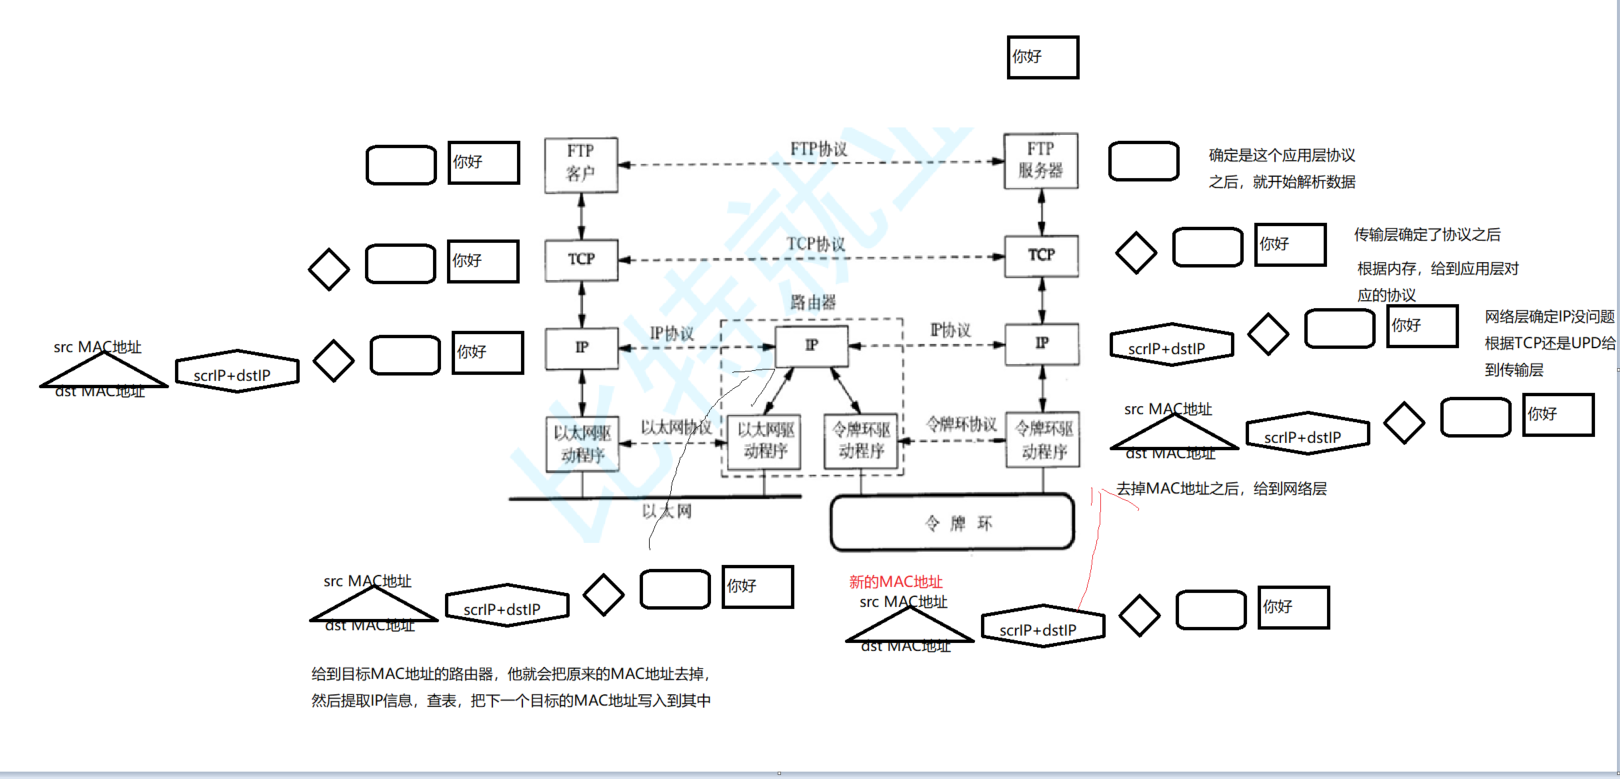 你好
FTP
客户
FTP协议
FTP
服务器
你好
确定是这个应用层协议
之后，就开始解析数据
你好
TCP
TCP协议
TCP
你好
传输层确定了协议之后
根据内存，给到应用层对
应的协议
路由器
src MAC地址
dst MAC地址
scrIP+dstIP
你好
IP
IP协议
IP
IP协议
IP
scrIP+dstIP
你好
网络层确定IP没问题
根据TCP还是UPD给
到传输层
以太网驱
动程序
以太网协议
以太网驱
动程序
令牌环驱
动程序
令牌环协议
令牌环驱
动程序
src MAC地址
dst MAC地址
scrIP+dstIP
你好
去掉MAC地址之后，给到网络层
以太网
令牌环
比特就业
src MAC地址
dst MAC地址
scrIP+dstIP
你好
新的MAC地址
src MAC地址
dst MAC地址
scrIP+dstIP
你好
给到目标MAC地址的路由器，他就会把原来的MAC地址去掉，
然后提取IP信息，查表，把下一个目标的MAC地址写入到其中